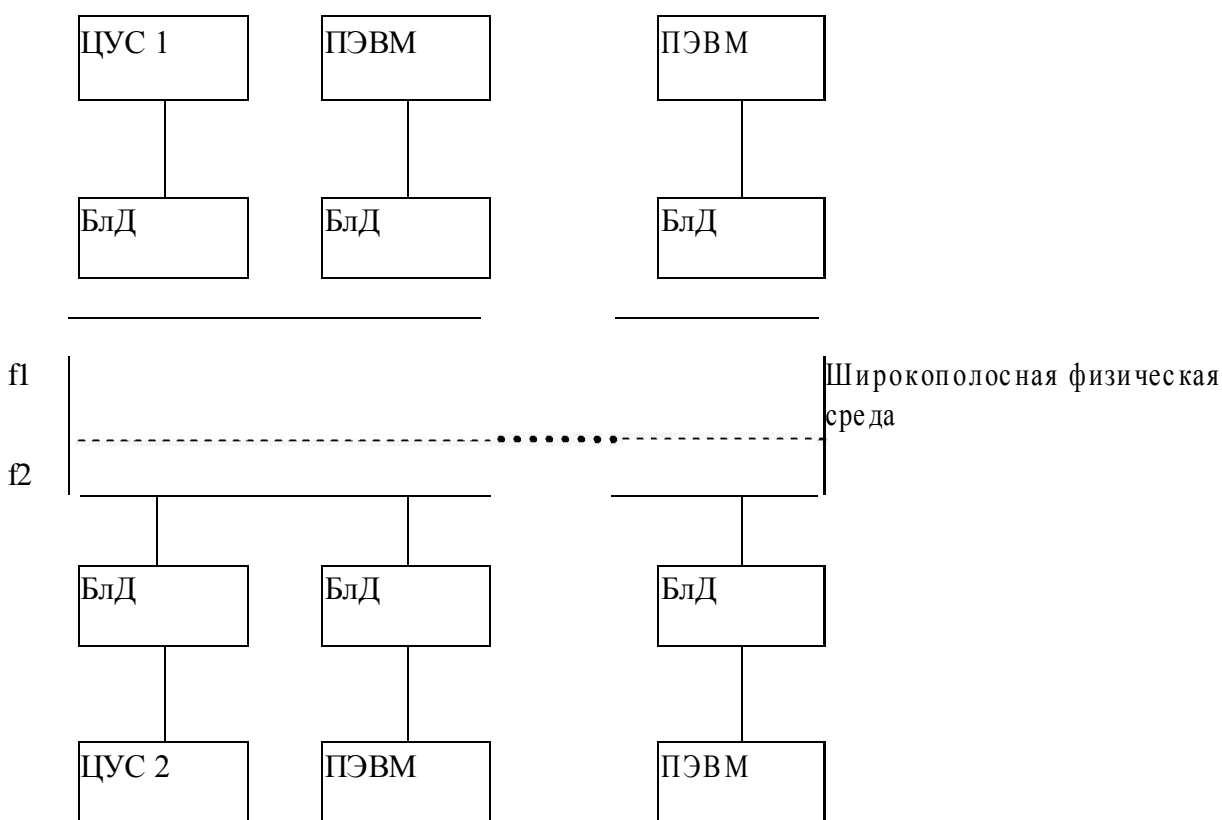 ЦУС 1
ПЭВМ
ПЭВМ
БлД
БлД
БлД
f1
Широкополосная физическая
среда
f2
БлД
БлД
БлД
ЦУС 2
ПЭВМ
ПЭВМ